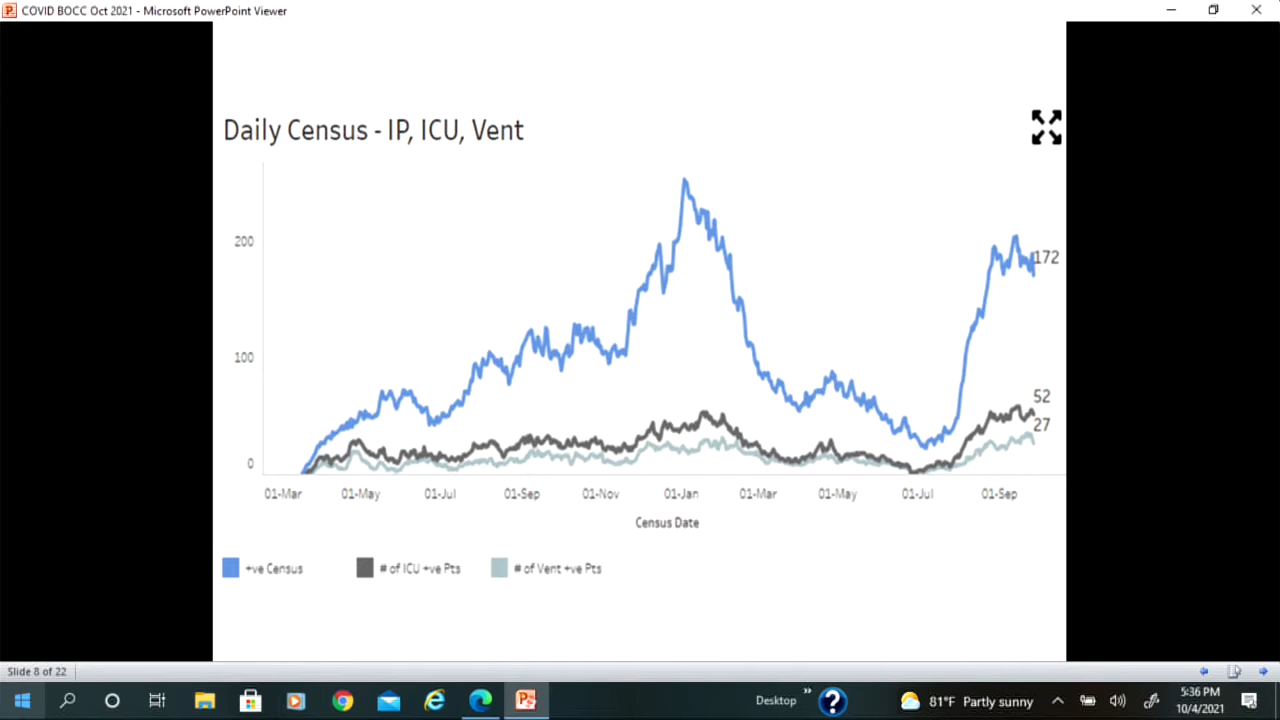 COVID BOCC Oct 2021 - Microsoft PowerPoint Viewer
Daily Census - IP, ICU, Vent
200
172
100
52
27
0
01-Mar 01-May 01-Jul 01-Sep 01-Nov 01-Jan 01-Mar 01-May 01-Jul 01-Sep
Census Date
+ve Census # of ICU +ve Pts # of Vent +ve Pts
Slide 8 of 22
Desktop » 81°F Partly sunny 5:36 PM
10/4/2021